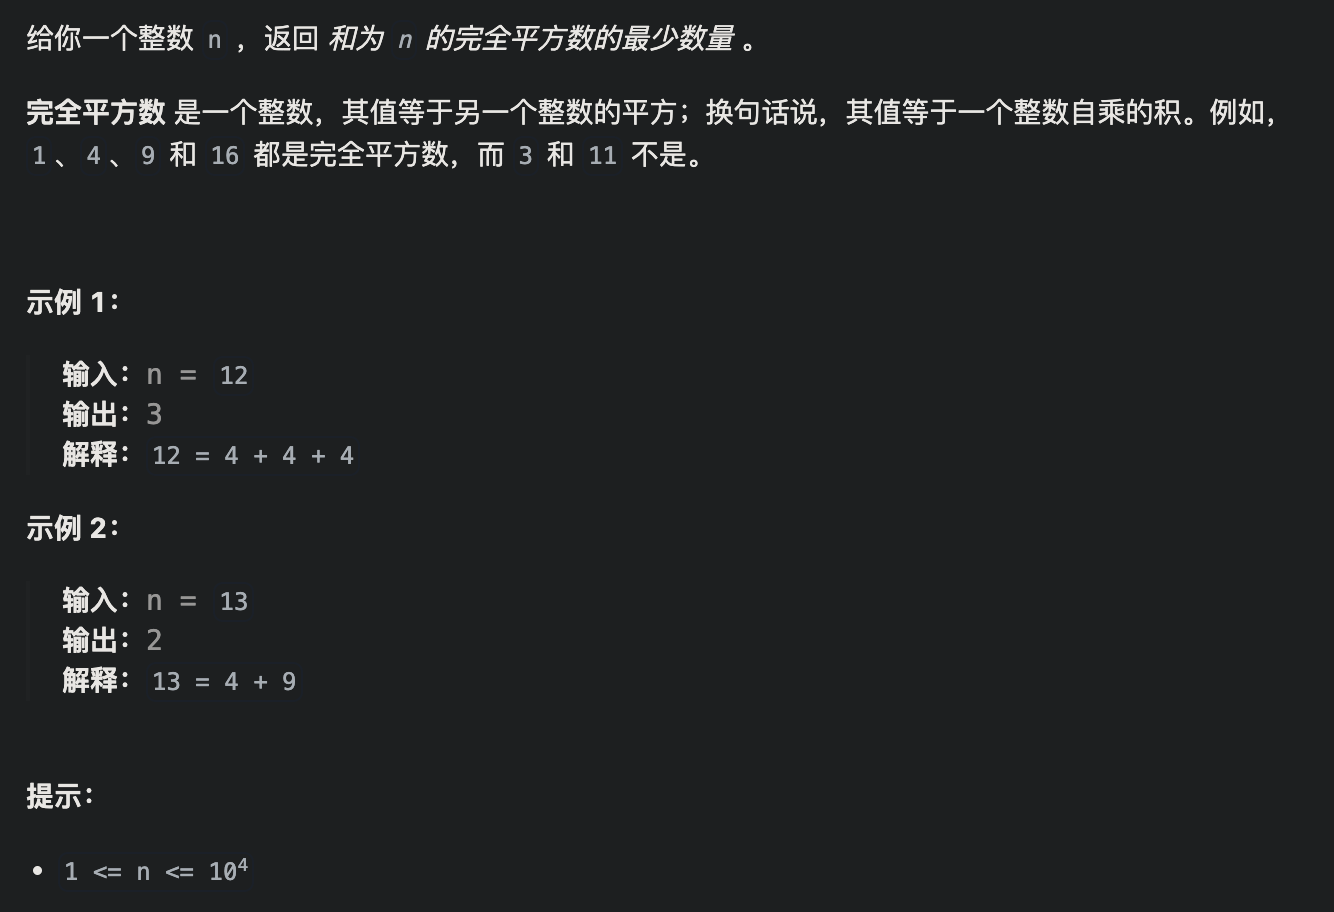 给你一个整数 n ，返回 和为 n 的完全平方数的最少数量 。
完全平方数 是一个整数，其值等于另一个整数的平方；换句话说，其值等于一个整数自乘的积。例如，
1 、4 、9 和 16 都是完全平方数，而 3 和 11 不是。
示例 1：
输入：n = 12
输出：3
解释：12 = 4 + 4 + 4
示例 2：
输入：n = 13
输出：2
解释：13 = 4 + 9
提示：
• 1 <= n <= 10⁴